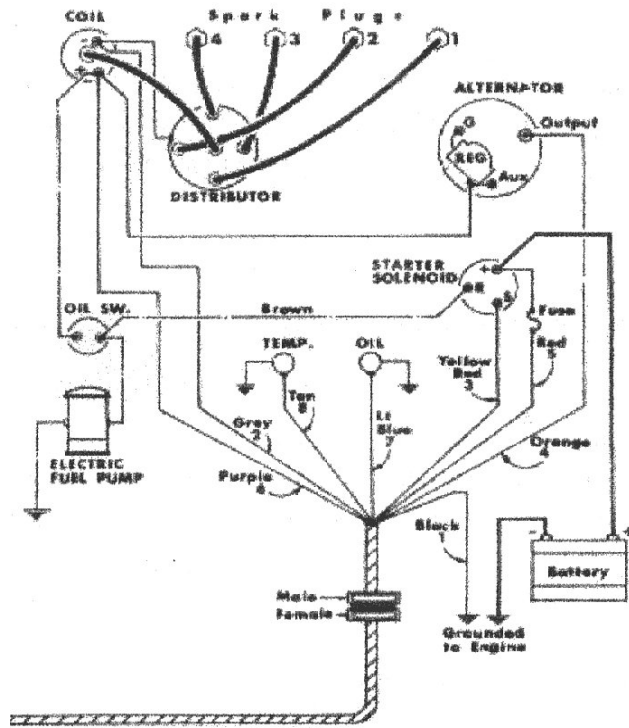 COIL
Spark Plugs
4
3
2
1
-
+
DISTRIBUTOR
ALTERNATOR
G
Output
REG
Aux
STARTER
SOLENOID
+
R
S
Fuse
OIL SW.
Brown
TEMP.
OIL
Yellow
Red
3
Red
5
Tan
8
Lt
Blue
7
Grey
2
Purple
6
Orange
4
ELECTRIC
FUEL PUMP
Black
1
-
+
Battery
Male
Female
Grounded
to Engine